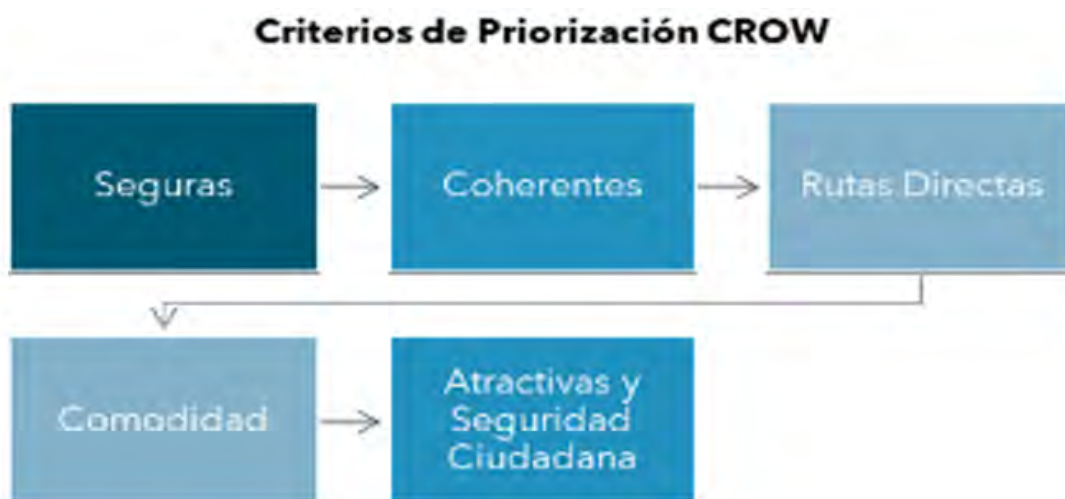 Criterios de Priorización CROW
Seguras
Coherentes
Rutas Directas
Comodidad
Atractivas y
Seguridad
Ciudadana